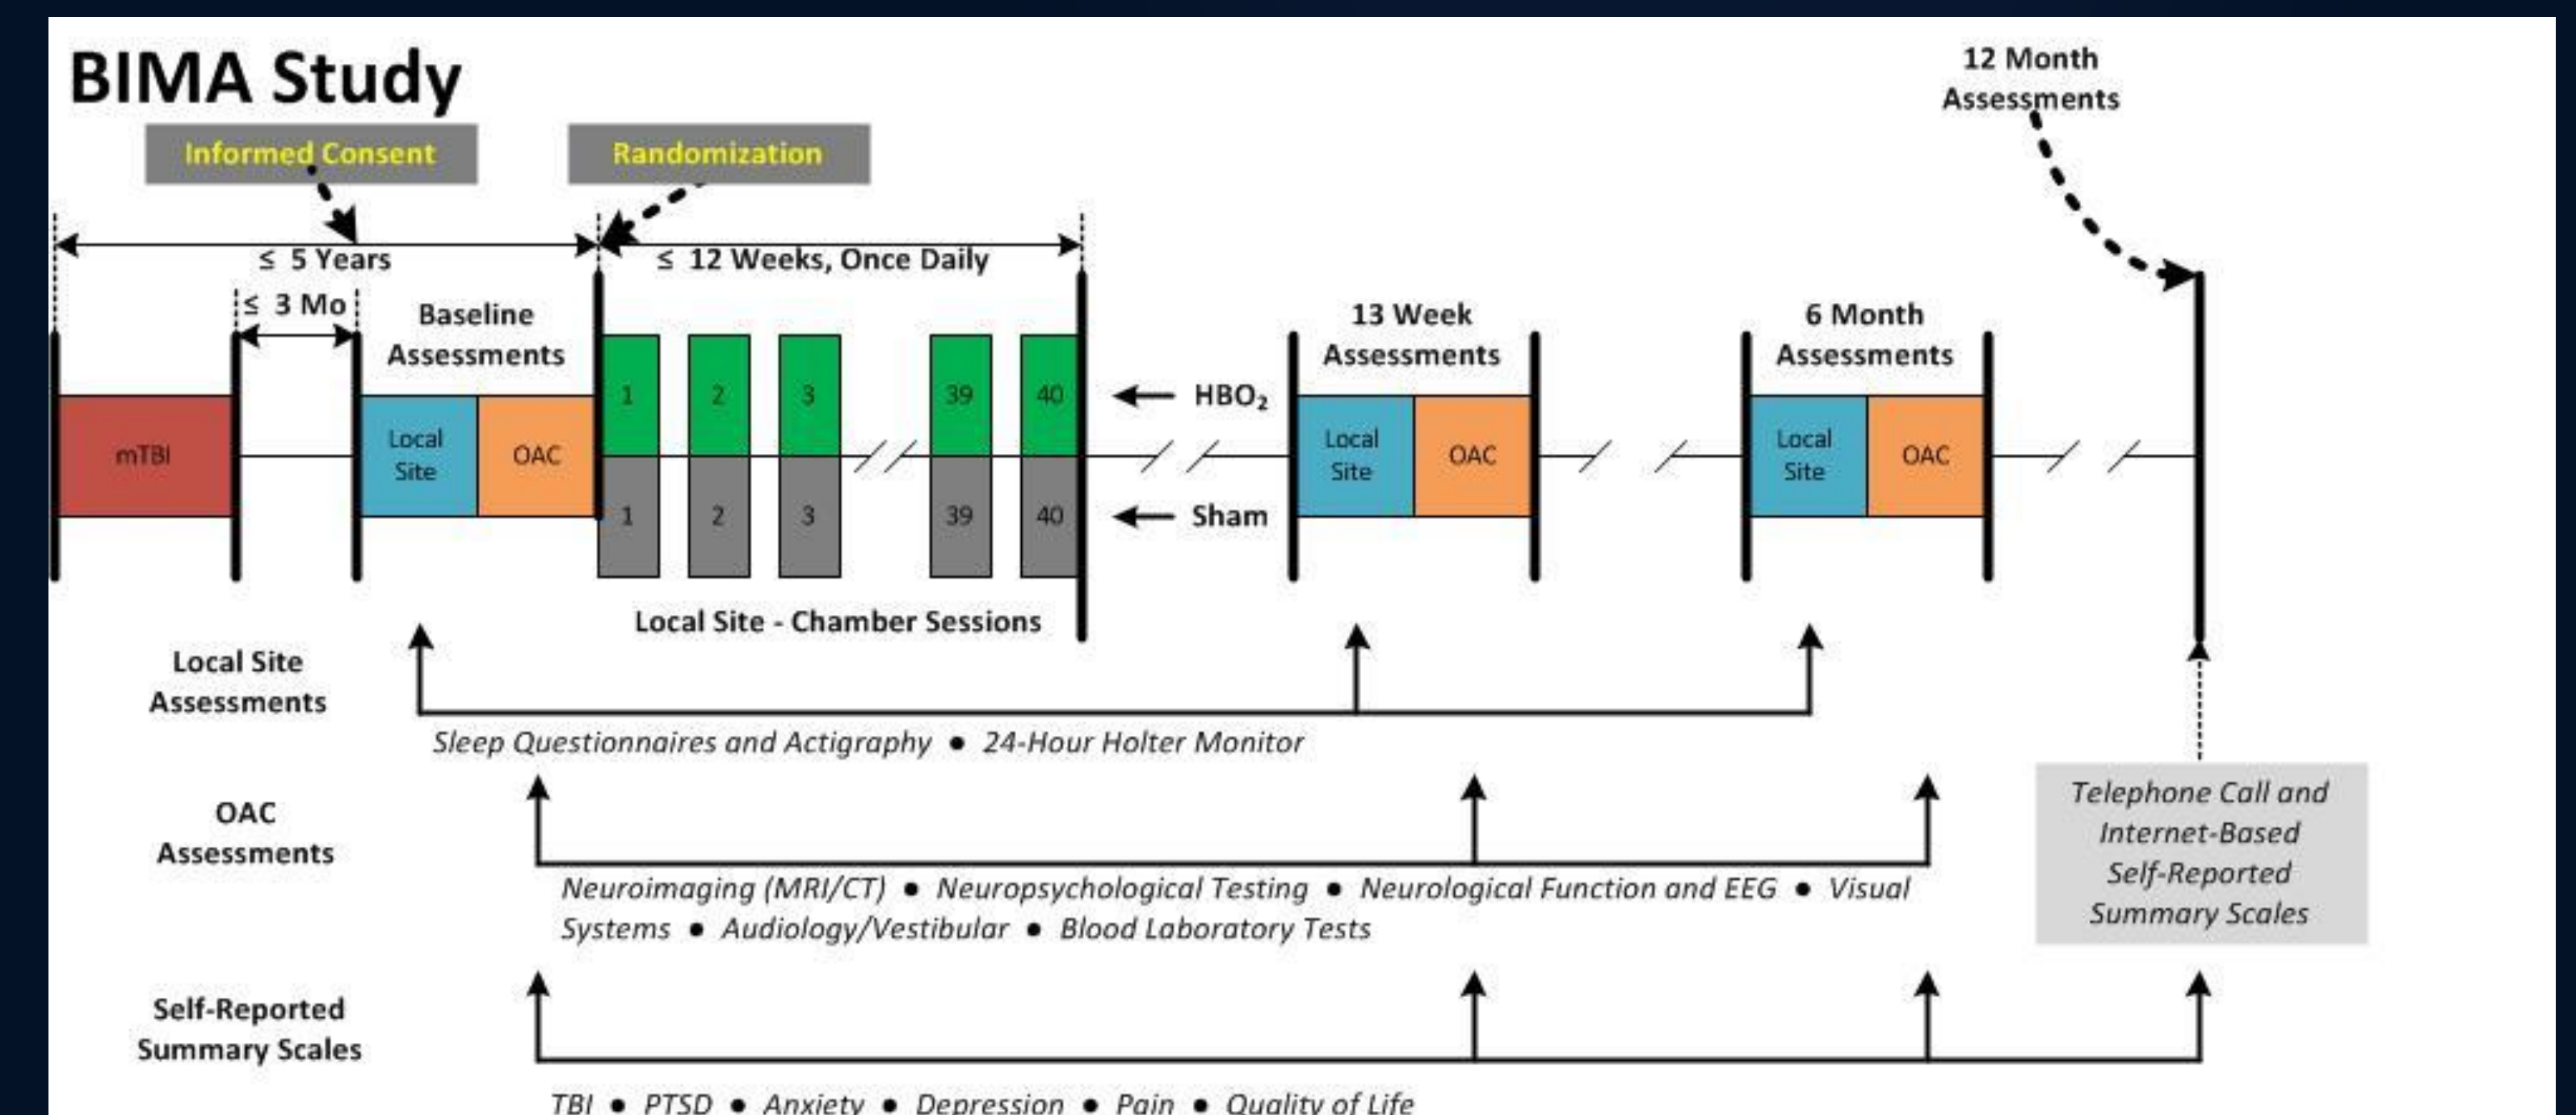 BIMA Study
12 Month
Assessments
Informed Consent
Randomization
≤ 5 Years
≤ 12 Weeks, Once Daily
≤ 3 Mo
Baseline
Assessments
13 Week
Assessments
6 Month
Assessments
mTBI
Local
Site
OAC
1
2
3
39
40
HBO₂
1
2
3
39
40
Sham
Local
Site
OAC
Local
Site
OAC
Local Site - Chamber Sessions
Local Site
Assessments
Sleep Questionnaires and Actigraphy ● 24-Hour Holter Monitor
OAC
Assessments
Neuroimaging (MRI/CT) ● Neuropsychological Testing ● Neurological Function and EEG ● Visual
Systems ● Audiology/Vestibular ● Blood Laboratory Tests
Telephone Call and
Internet-Based
Self-Reported
Summary Scales
Self-Reported
Summary Scales
TBI ● PTSD ● Anxiety ● Depression ● Pain ● Quality of Life